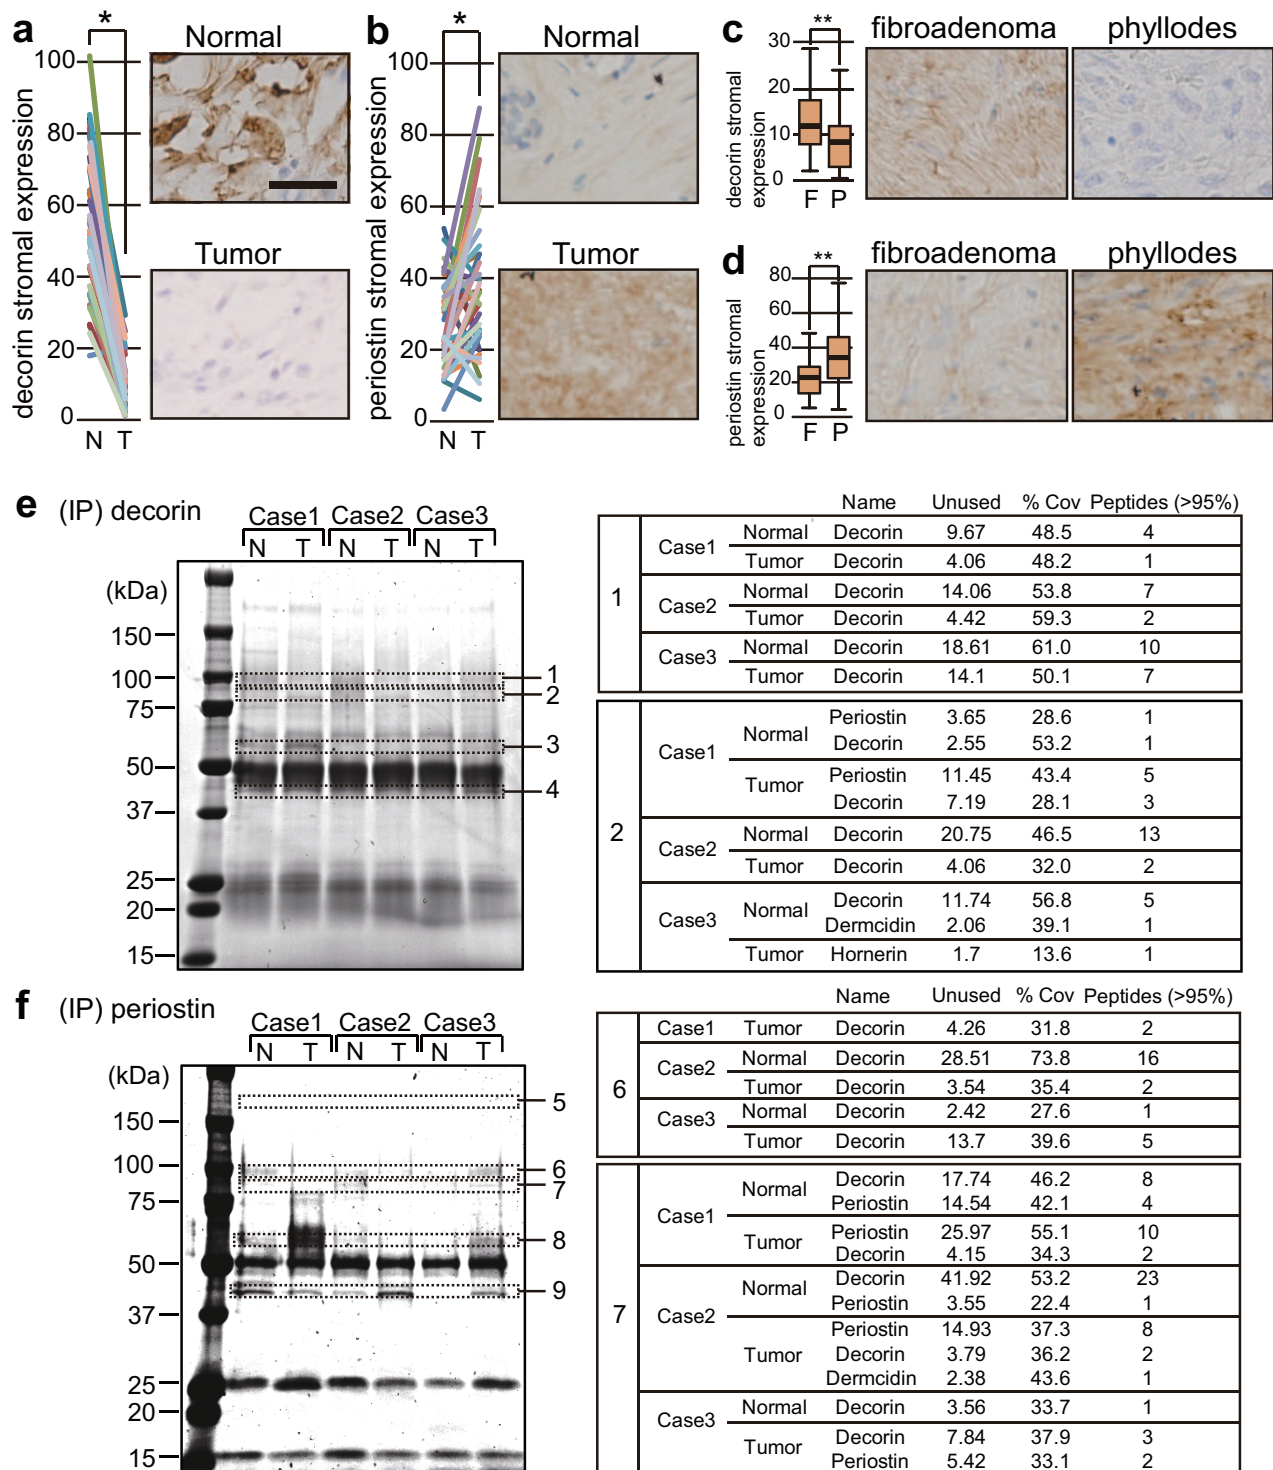 a
*
Normal
decorin stromal expression
100
80
60
40
20
0
N T
Tumor
b
*
Normal
periostin stromal expression
100
80
60
40
20
0
N T
Tumor
c
**
fibroadenoma phyllodes
decorin stromal
expression
30
20
10
0
F P
d
**
fibroadenoma phyllodes
periostin stromal
expression
80
60
40
20
0
F P
e (IP) decorin
Case1 Case2 Case3
N T N T N T
(kDa)
150
100
75
50
37
25
20
15
1
2
3
4
Name Unused % Cov Peptides (>95%)
1
Case1 Normal Decorin 9.67 48.5 4
Tumor Decorin 4.06 48.2 1
Case2 Normal Decorin 14.06 53.8 7
Tumor Decorin 4.42 59.3 2
Case3 Normal Decorin 18.61 61.0 10
Tumor Decorin 14.1 50.1 7
2
Case1 Normal Periostin 3.65 28.6 1
Decorin 2.55 53.2 1
Tumor Periostin 11.45 43.4 5
Decorin 7.19 28.1 3
Case2 Normal Decorin 20.75 46.5 13
Tumor Decorin 4.06 32.0 2
Case3 Normal Decorin 11.74 56.8 5
Dermcidin 2.06 39.1 1
Tumor Hornerin 1.7 13.6 1
f (IP) periostin
Case1 Case2 Case3
N T N T N T
(kDa)
150
100
75
50
37
25
20
15
5
6
7
8
9
Name Unused % Cov Peptides (>95%)
6
Case1 Tumor Decorin 4.26 31.8 2
Case2 Normal Decorin 28.51 73.8 16
Tumor Decorin 3.54 35.4 2
Case3 Normal Decorin 2.42 27.6 1
Tumor Decorin 13.7 39.6 5
7
Case1 Normal Decorin 17.74 46.2 8
Periostin 14.54 42.1 4
Tumor Periostin 25.97 55.1 10
Decorin 4.15 34.3 2
Case2 Normal Decorin 41.92 53.2 23
Periostin 3.55 22.4 1
Tumor Periostin 14.93 37.3 8
Decorin 3.79 36.2 2
Dermcidin 2.38 43.6 1
Case3 Normal Decorin 3.56 33.7 1
Tumor Decorin 7.84 37.9 3
Periostin 5.42 33.1 2